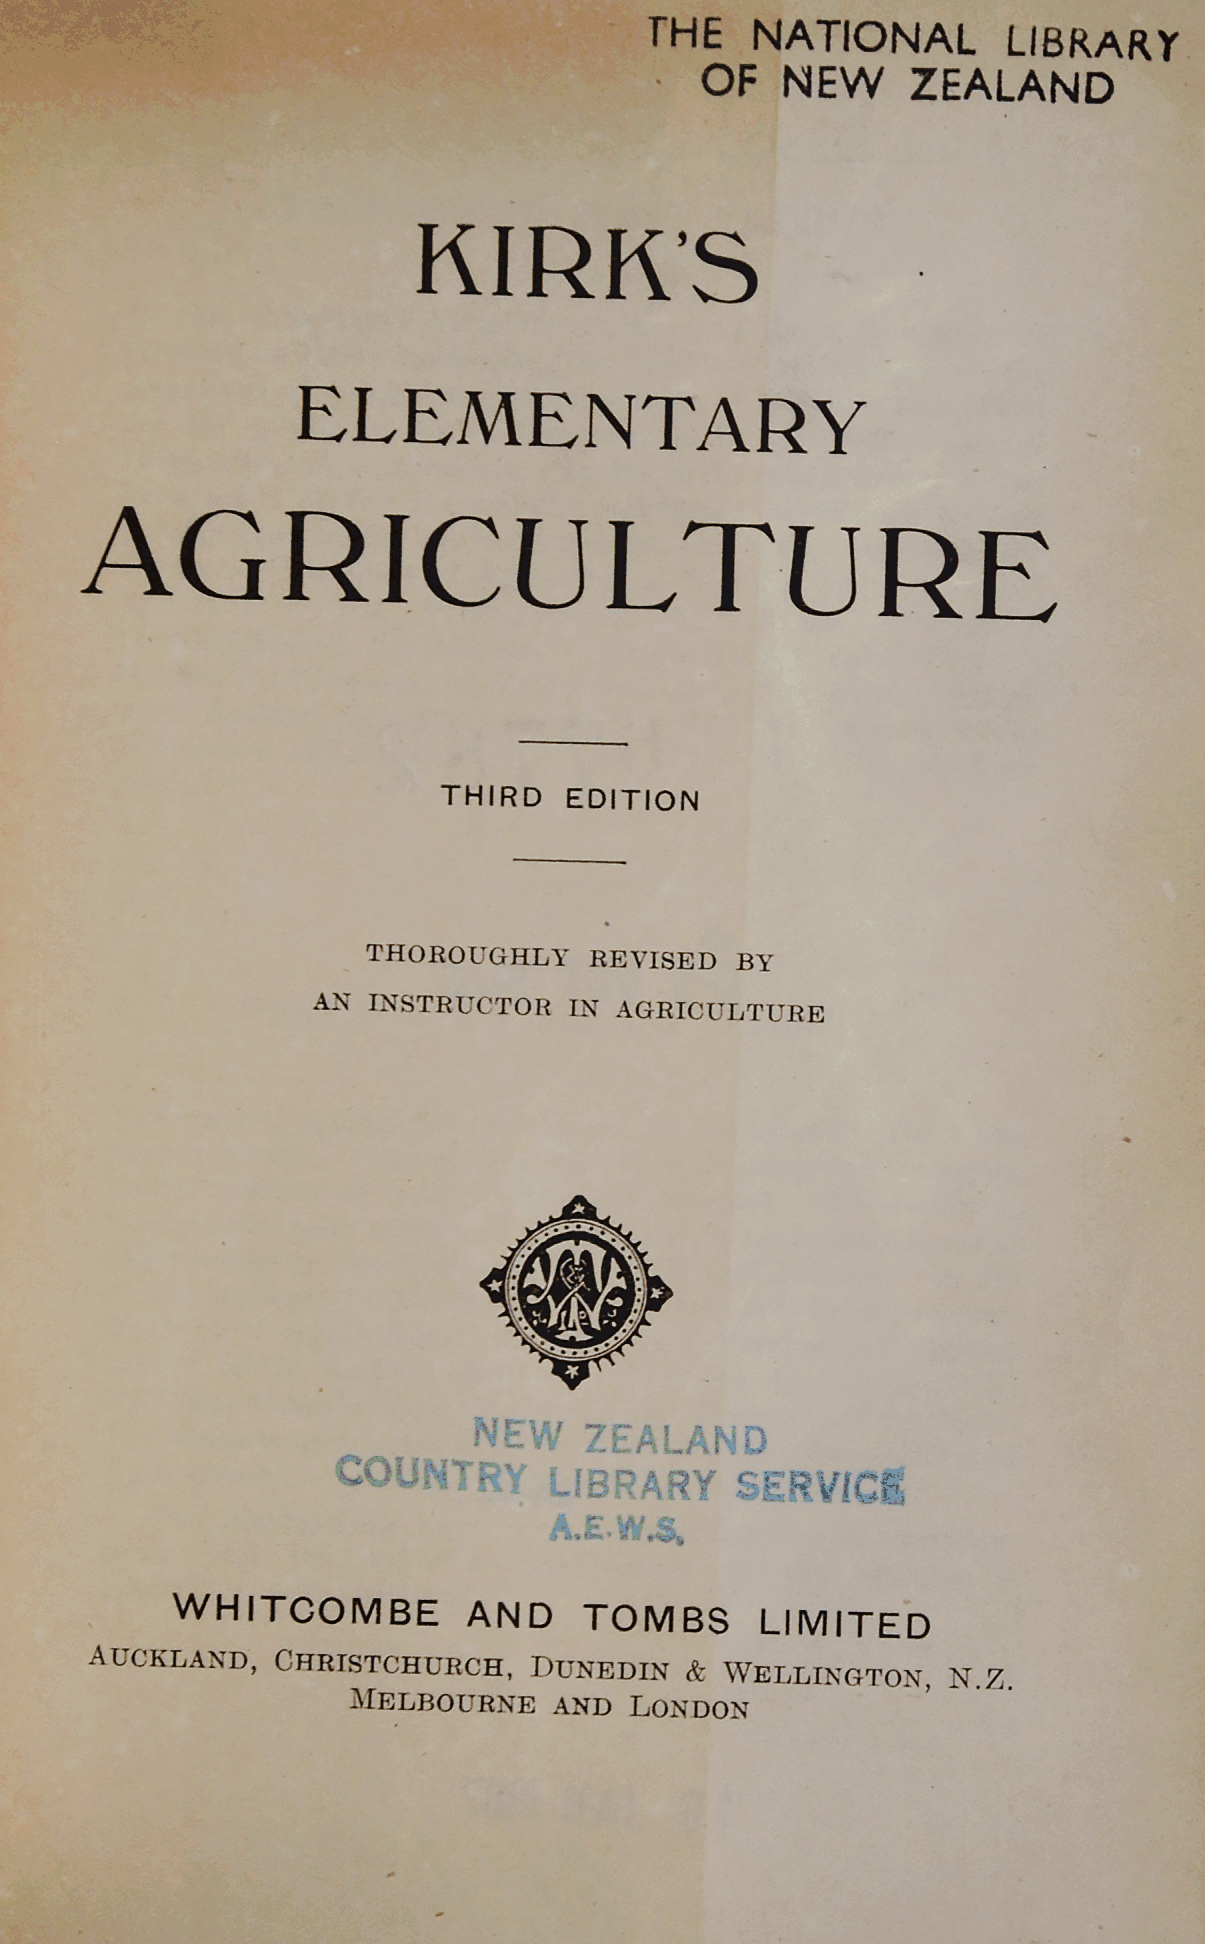 THE NATIONAL LIBRARY
OF NEW ZEALAND
KIRK'S
ELEMENTARY
AGRICULTURE
THIRD EDITION
THOROUGHLY REVISED BY
AN INSTRUCTOR IN AGRICULTURE
NEW ZEALAND
COUNTRY LIBRARY SERVICE
A.E.W.S.
WHITCOMBE AND TOMBS LIMITED
AUCKLAND, CHRISTCHURCH, DUNEDIN & WELLINGTON, N.Z.
MELBOURNE AND LONDON